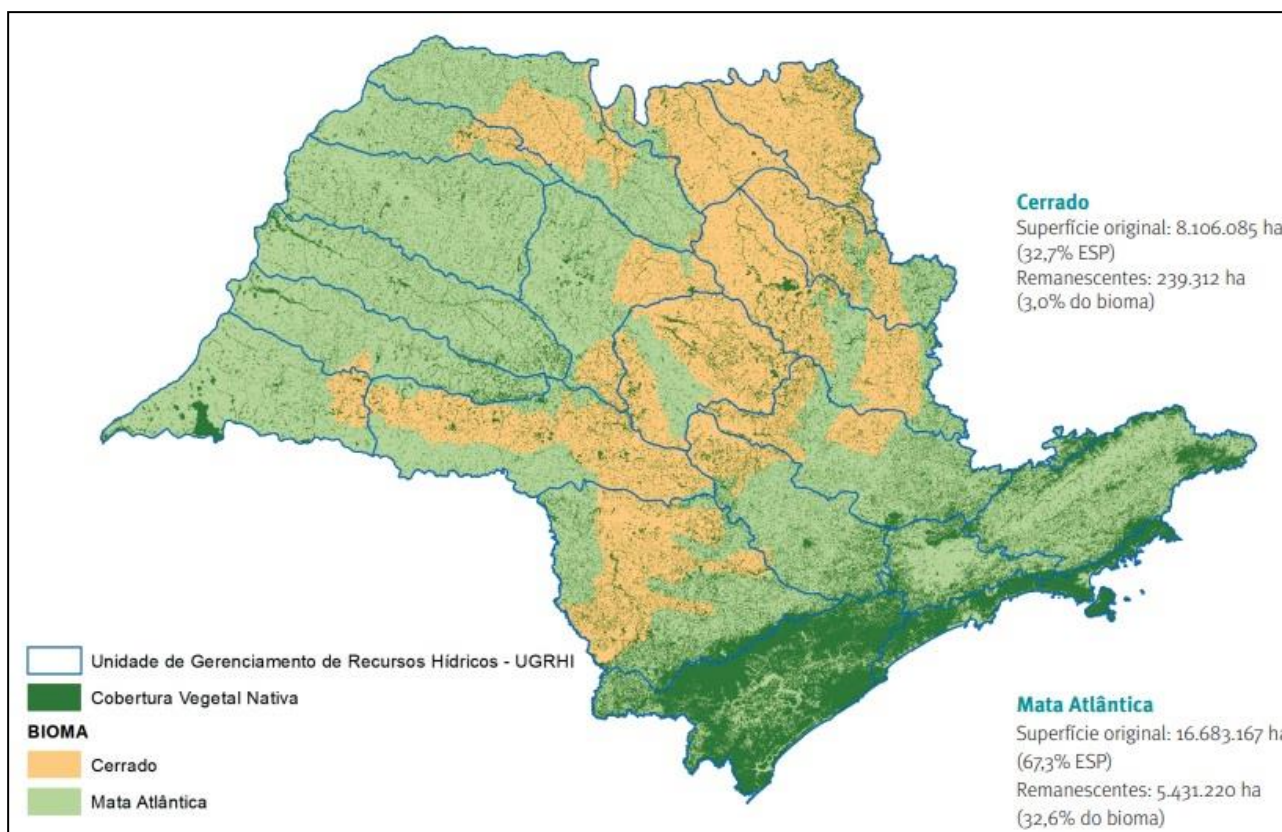 Cerrado
Superfície original: 8.106.085 ha
(32,7% ESP)
Remanescentes: 239.312 ha
(3,0% do bioma)
Unidade de Gerenciamento de Recursos Hídricos - UGRHI
Cobertura Vegetal Nativa
BIOMA
Cerrado
Mata Atlântica
Mata Atlântica
Superfície original: 16.683.167 ha
(67,3% ESP)
Remanescentes: 5.431.220 ha
(32,6% do bioma)